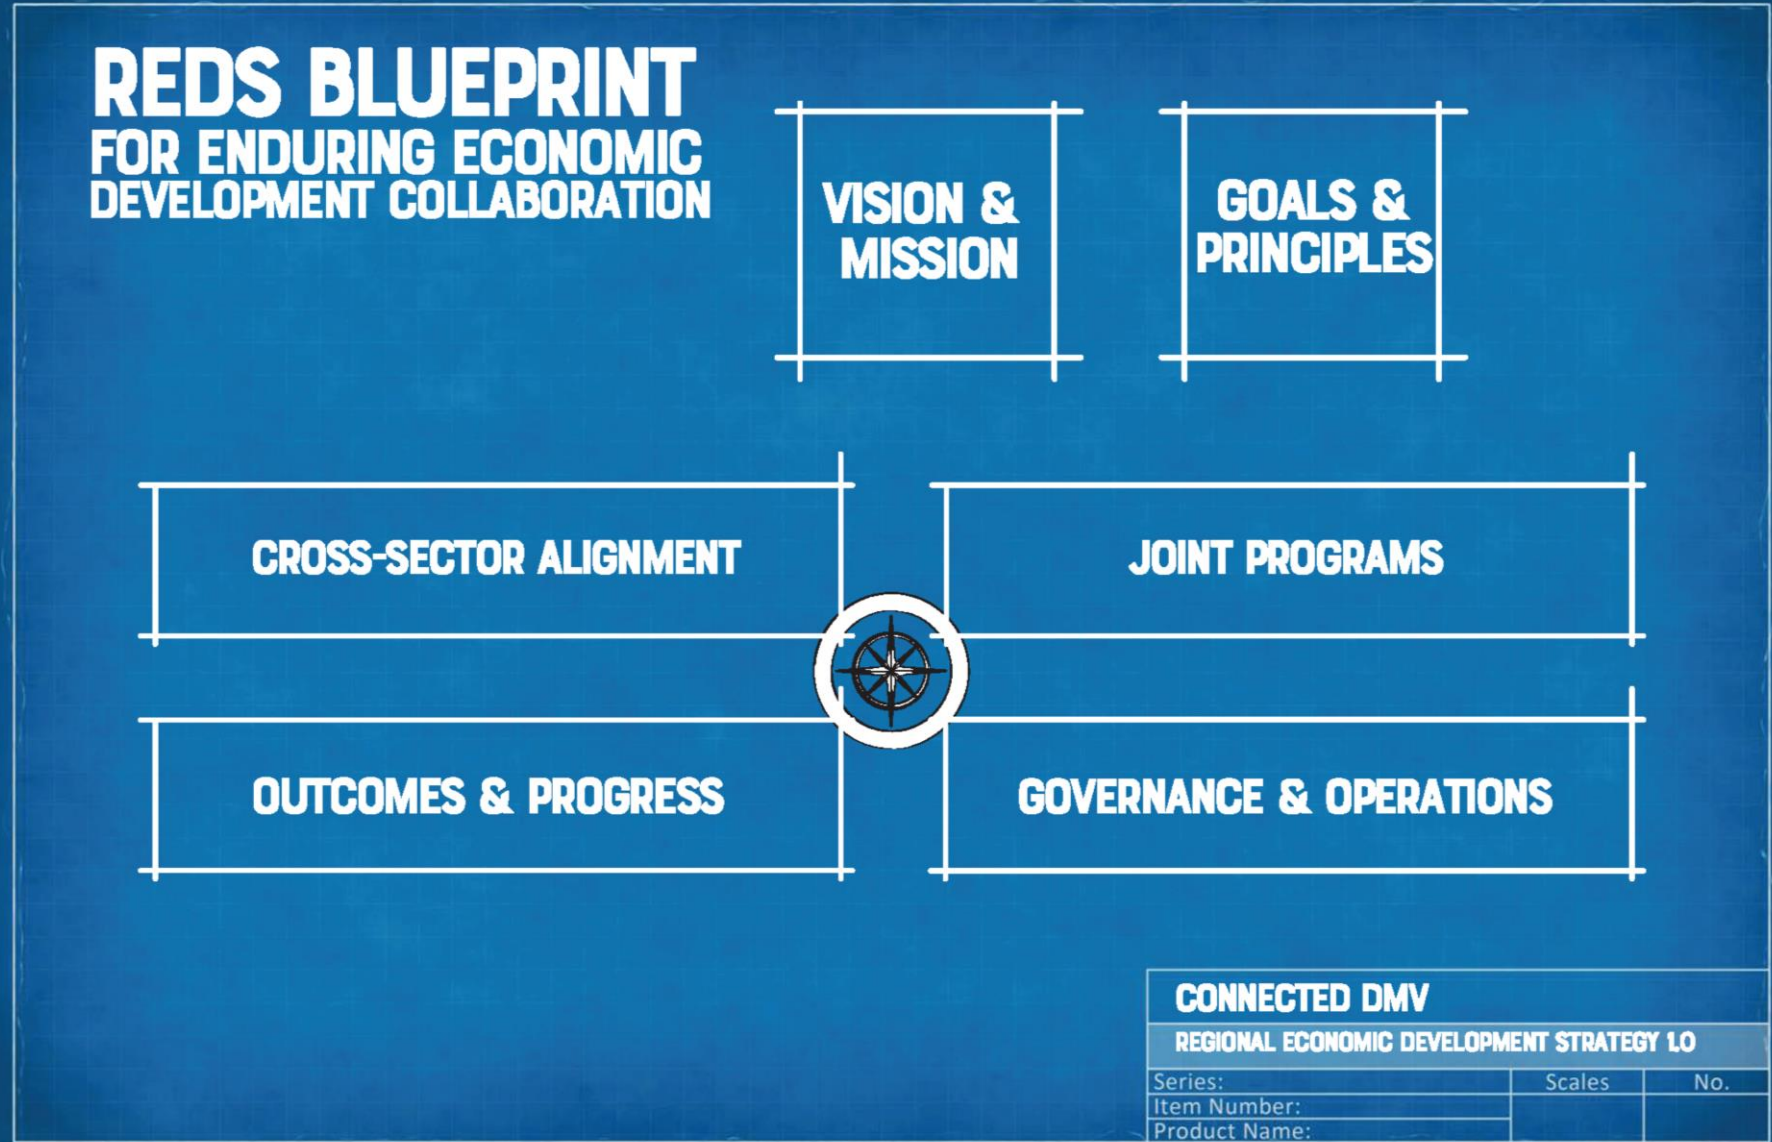 REDS BLUEPRINT
FOR ENDURING ECONOMIC
DEVELOPMENT COLLABORATION
VISION &
MISSION
GOALS &
PRINCIPLES
CROSS-SECTOR ALIGNMENT
JOINT PROGRAMS
OUTCOMES & PROGRESS
GOVERNANCE & OPERATIONS
CONNECTED DMV
REGIONAL ECONOMIC DEVELOPMENT STRATEGY 1.0
Series: Scales No.
Item Number:
Product Name: